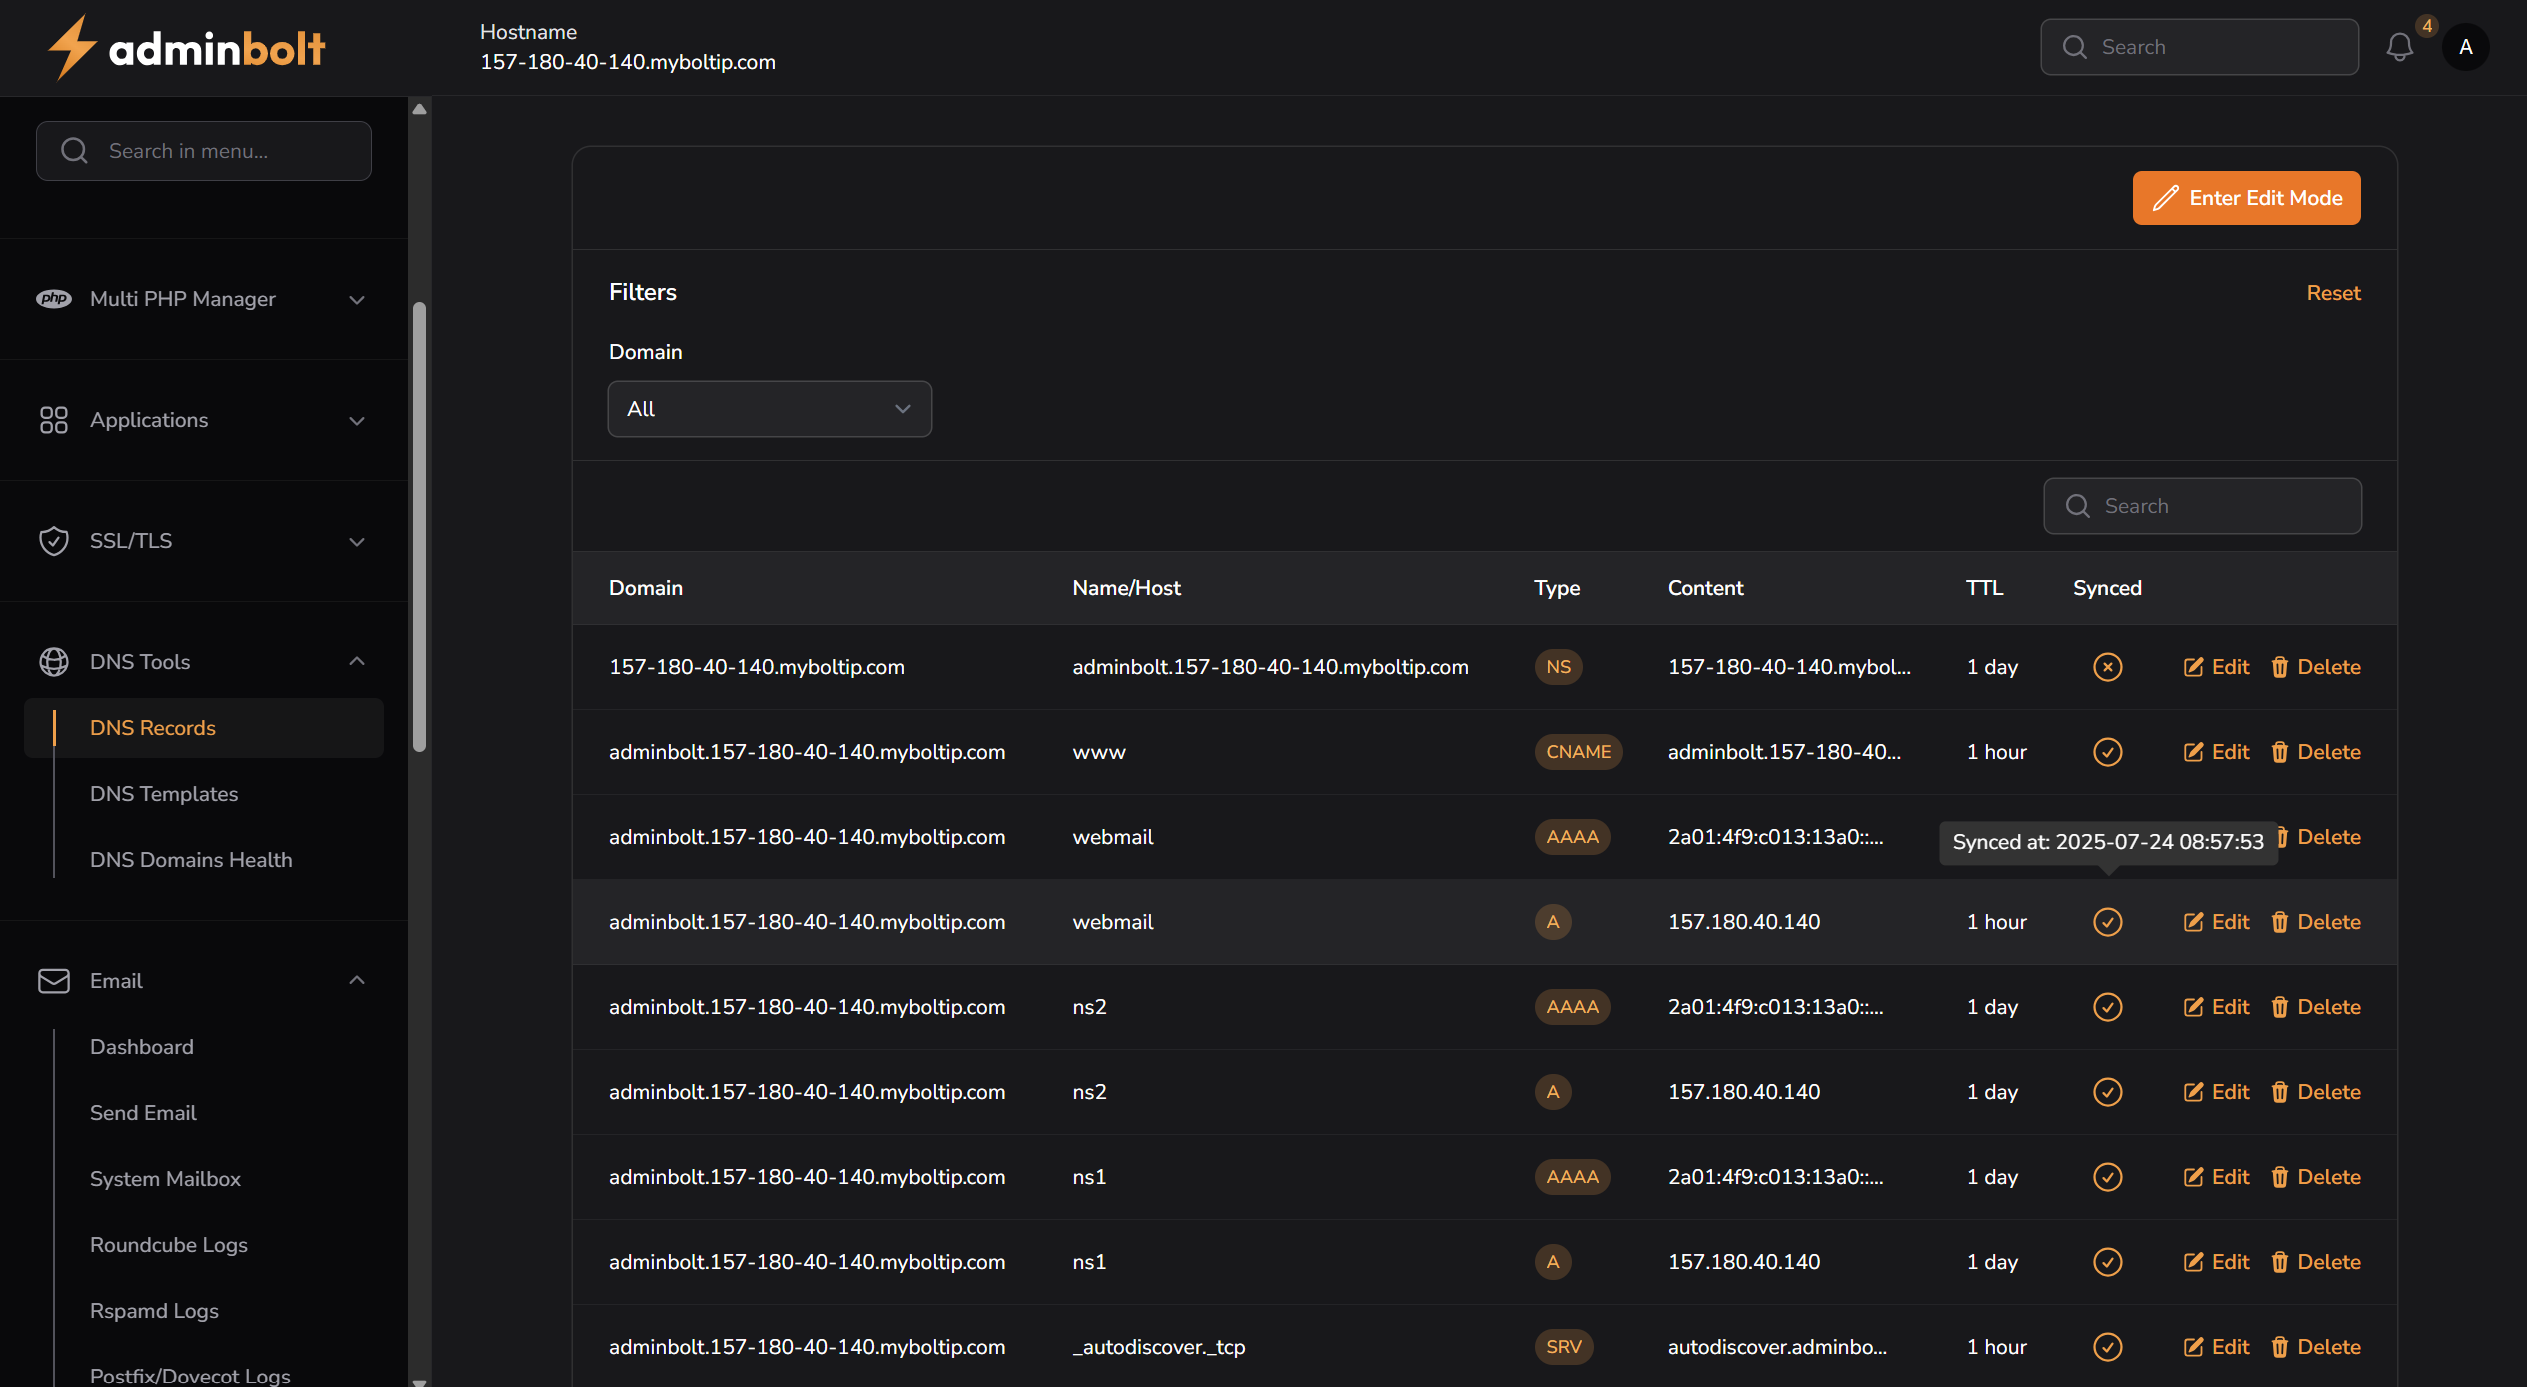 adminbolt
Hostname
157-180-40-140.myboltip.com
Search
4
A
Search in menu...
php
Multi PHP Manager
Applications
SSL/TLS
DNS Tools
DNS Records
DNS Templates
DNS Domains Health
Email
Dashboard
Send Email
System Mailbox
Roundcube Logs
Rspamd Logs
Postfix/Dovecot Logs
Enter Edit Mode
Filters
Reset
Domain
All
Search
Domain Name/Host Type Content TTL Synced
157-180-40-140.myboltip.com adminbolt.157-180-40-140.myboltip.com NS 157-180-40-140.mybol... 1 day Edit Delete
adminbolt.157-180-40-140.myboltip.com www CNAME adminbolt.157-180-40... 1 hour Edit Delete
adminbolt.157-180-40-140.myboltip.com webmail AAAA 2a01:4f9:c013:13a0::... Delete
Synced at: 2025-07-24 08:57:53
adminbolt.157-180-40-140.myboltip.com webmail A 157.180.40.140 1 hour Edit Delete
adminbolt.157-180-40-140.myboltip.com ns2 AAAA 2a01:4f9:c013:13a0::... 1 day Edit Delete
adminbolt.157-180-40-140.myboltip.com ns2 A 157.180.40.140 1 day Edit Delete
adminbolt.157-180-40-140.myboltip.com ns1 AAAA 2a01:4f9:c013:13a0::... 1 day Edit Delete
adminbolt.157-180-40-140.myboltip.com ns1 A 157.180.40.140 1 day Edit Delete
adminbolt.157-180-40-140.myboltip.com _autodiscover._tcp SRV autodiscover.adminbo... 1 hour Edit Delete